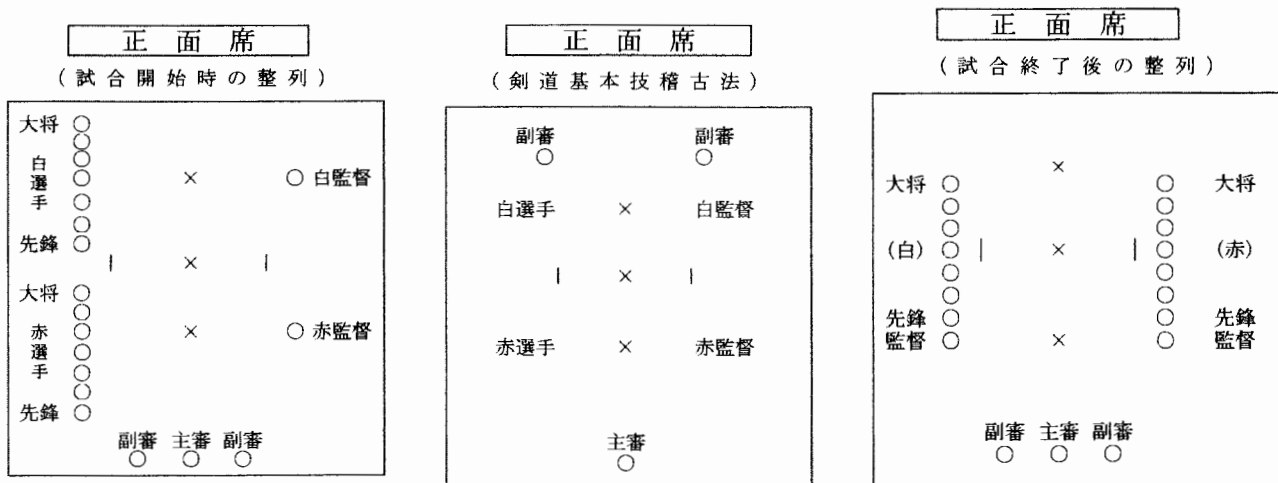 正面席
(試合開始時の整列)
大将
白選手
先鋒
大将
赤選手
先鋒
白監督
赤監督
副審 主審 副審
正面席
(剣道基本技稽古法)
副審 副審
白選手 白監督
赤選手 赤監督
主審
正面席
(試合終了後の整列)
大将 大将
(白) (赤)
先鋒 先鋒
監督 監督
副審 主審 副審